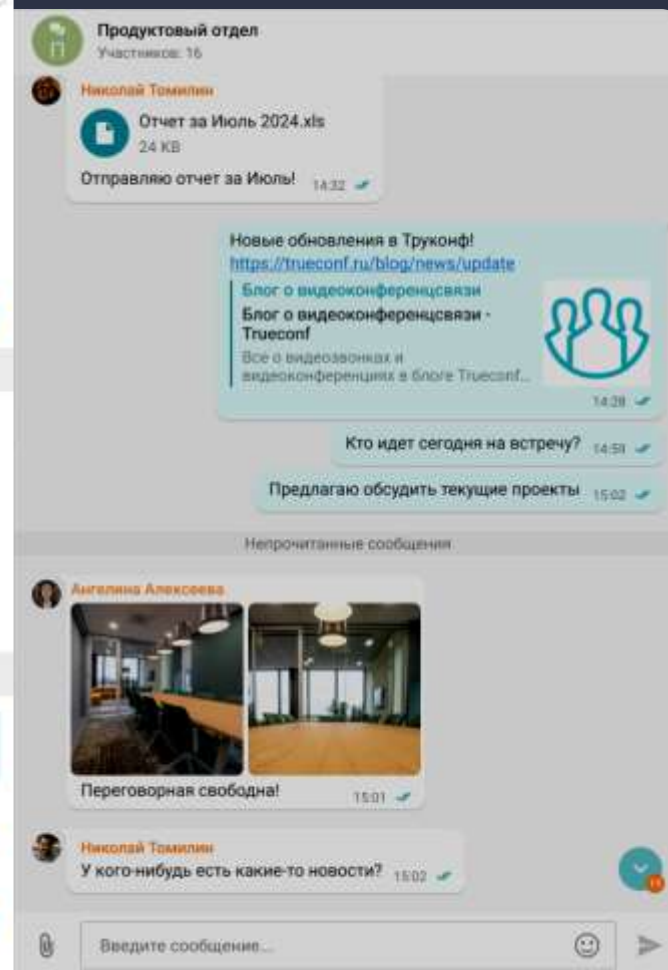 П
Продуктовый отдел
Участников: 16
Николай Томилин
Отчет за Июль 2024.xls
24 KB
Отправляю отчет за Июль!
14:32
Новые обновления в Труконф!
https://trueconf.ru/blog/news/update
Блог о видеоконференцсвязи
Блог о видеоконференцсвязи -
Trueconf
Все о видеозвонках и
видеоконференциях в блоге Trueconf...
14:28
Кто идет сегодня на встречу? 14:59
Предлагаю обсудить текущие проекты 15:02
Непрочитанные сообщения
Ангелина Алексеева
Переговорная свободна! 15:01
Николай Томилин
У кого-нибудь есть какие-то новости? 15:02
Введите сообщение...